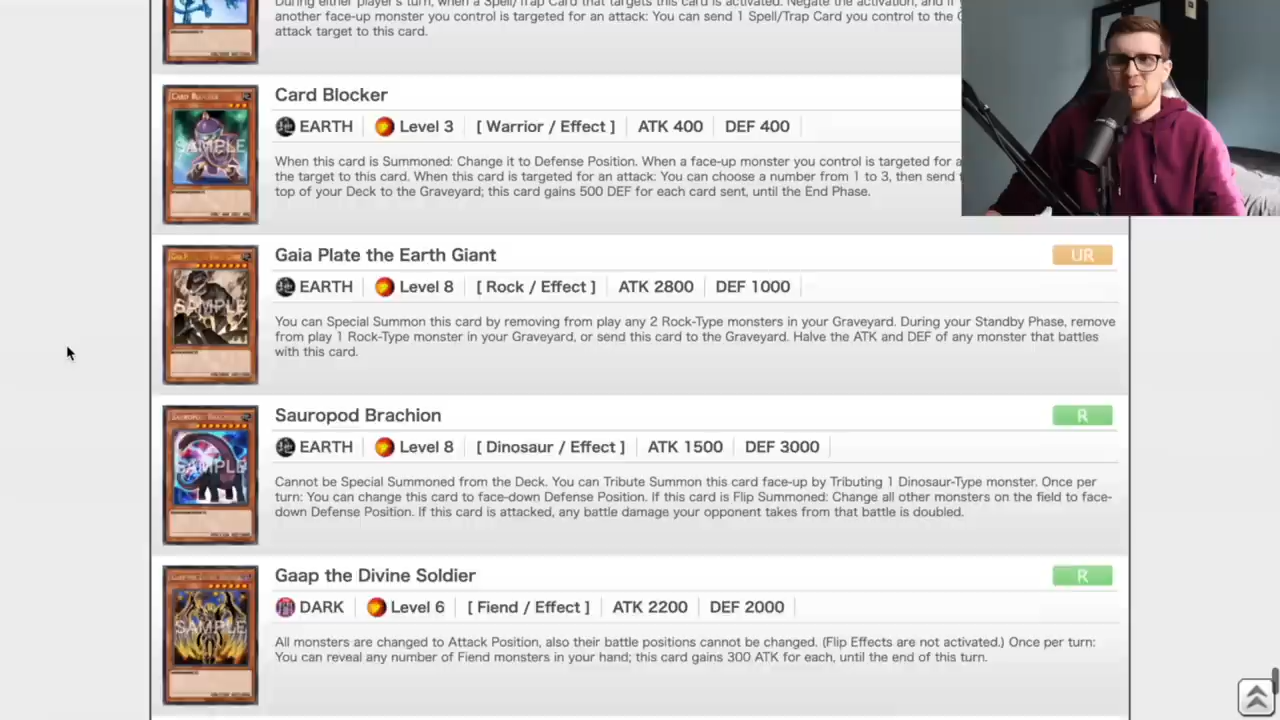 During either player's turn, when a Spell/Trap Card that targets this card is activated: Negate the activation, and if
another face-up monster you control is targeted for an attack: You can send 1 Spell/Trap Card you control to the
attack target to this card.
Card Blocker
EARTH Level 3 [ Warrior / Effect ] ATK 400 DEF 400
When this card is Summoned: Change it to Defense Position. When a face-up monster you control is targeted for a
the target to this card. When this card is targeted for an attack: You can choose a number from 1 to 3, then send
top of your Deck to the Graveyard; this card gains 500 DEF for each card sent, until the End Phase.
SAMPLE
Gaia Plate the Earth Giant
UR
EARTH Level 8 [ Rock / Effect ] ATK 2800 DEF 1000
You can Special Summon this card by removing from play any 2 Rock-Type monsters in your Graveyard. During your Standby Phase, remove
from play 1 Rock-Type monster in your Graveyard, or send this card to the Graveyard. Halve the ATK and DEF of any monster that battles
with this card.
SAMPLE
Sauropod Brachion
R
EARTH Level 8 [ Dinosaur / Effect ] ATK 1500 DEF 3000
Cannot be Special Summoned from the Deck. You can Tribute Summon this card face-up by Tributing 1 Dinosaur-Type monster. Once per
turn: You can change this card to face-down Defense Position. If this card is Flip Summoned: Change all other monsters on the field to face-
down Defense Position. If this card is attacked, any battle damage your opponent takes from that battle is doubled.
SAMPLE
Gaap the Divine Soldier
R
DARK Level 6 [ Fiend / Effect ] ATK 2200 DEF 2000
All monsters are changed to Attack Position, also their battle positions cannot be changed. (Flip Effects are not activated.) Once per turn:
You can reveal any number of Fiend monsters in your hand; this card gains 300 ATK for each, until the end of this turn.
SAMPLE